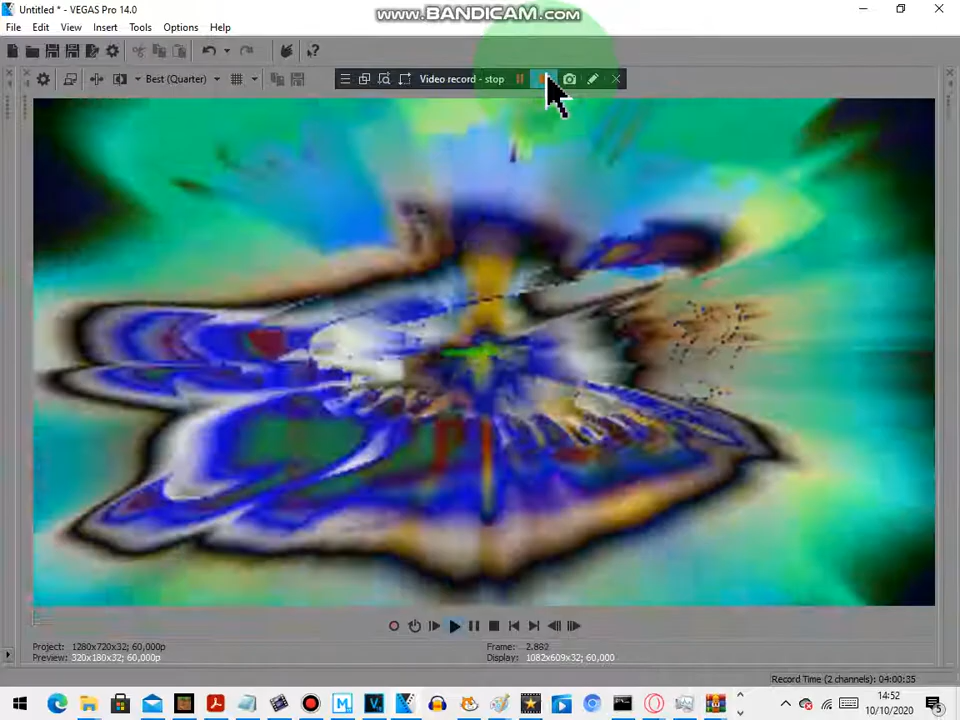 Untitled * - VEGAS Pro 14.0
www.BANDICAM.com
File Edit View Insert Tools Options Help
Best (Quarter)
Video record - stop
Project: 1280x720x32; 60,000p
Preview: 320x180x32; 60,000p
Frame: 2.882
Display: 1082x609x32; 60,000
Record Time (2 channels): 04:00:35
14:52
10/10/2020
5